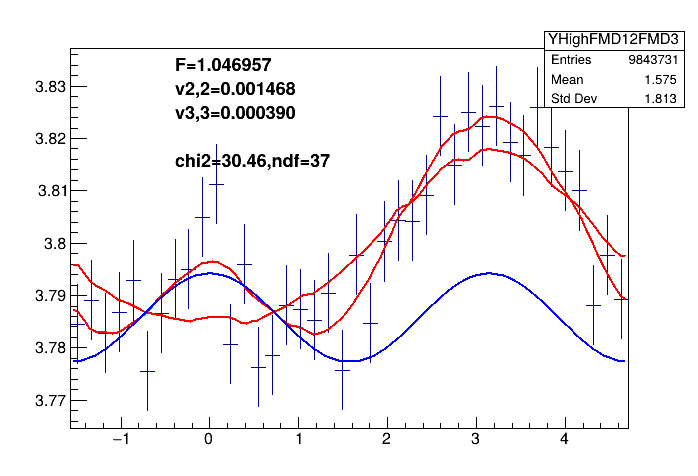 YHighFMD12FMD3
Entries 9843731
Mean 1.575
Std Dev 1.813
F=1.046957
v2,2=0.001468
v3,3=0.000390
chi2=30.46,ndf=37
3.83
3.82
3.81
3.8
3.79
3.78
3.77
−1 0 1 2 3 4